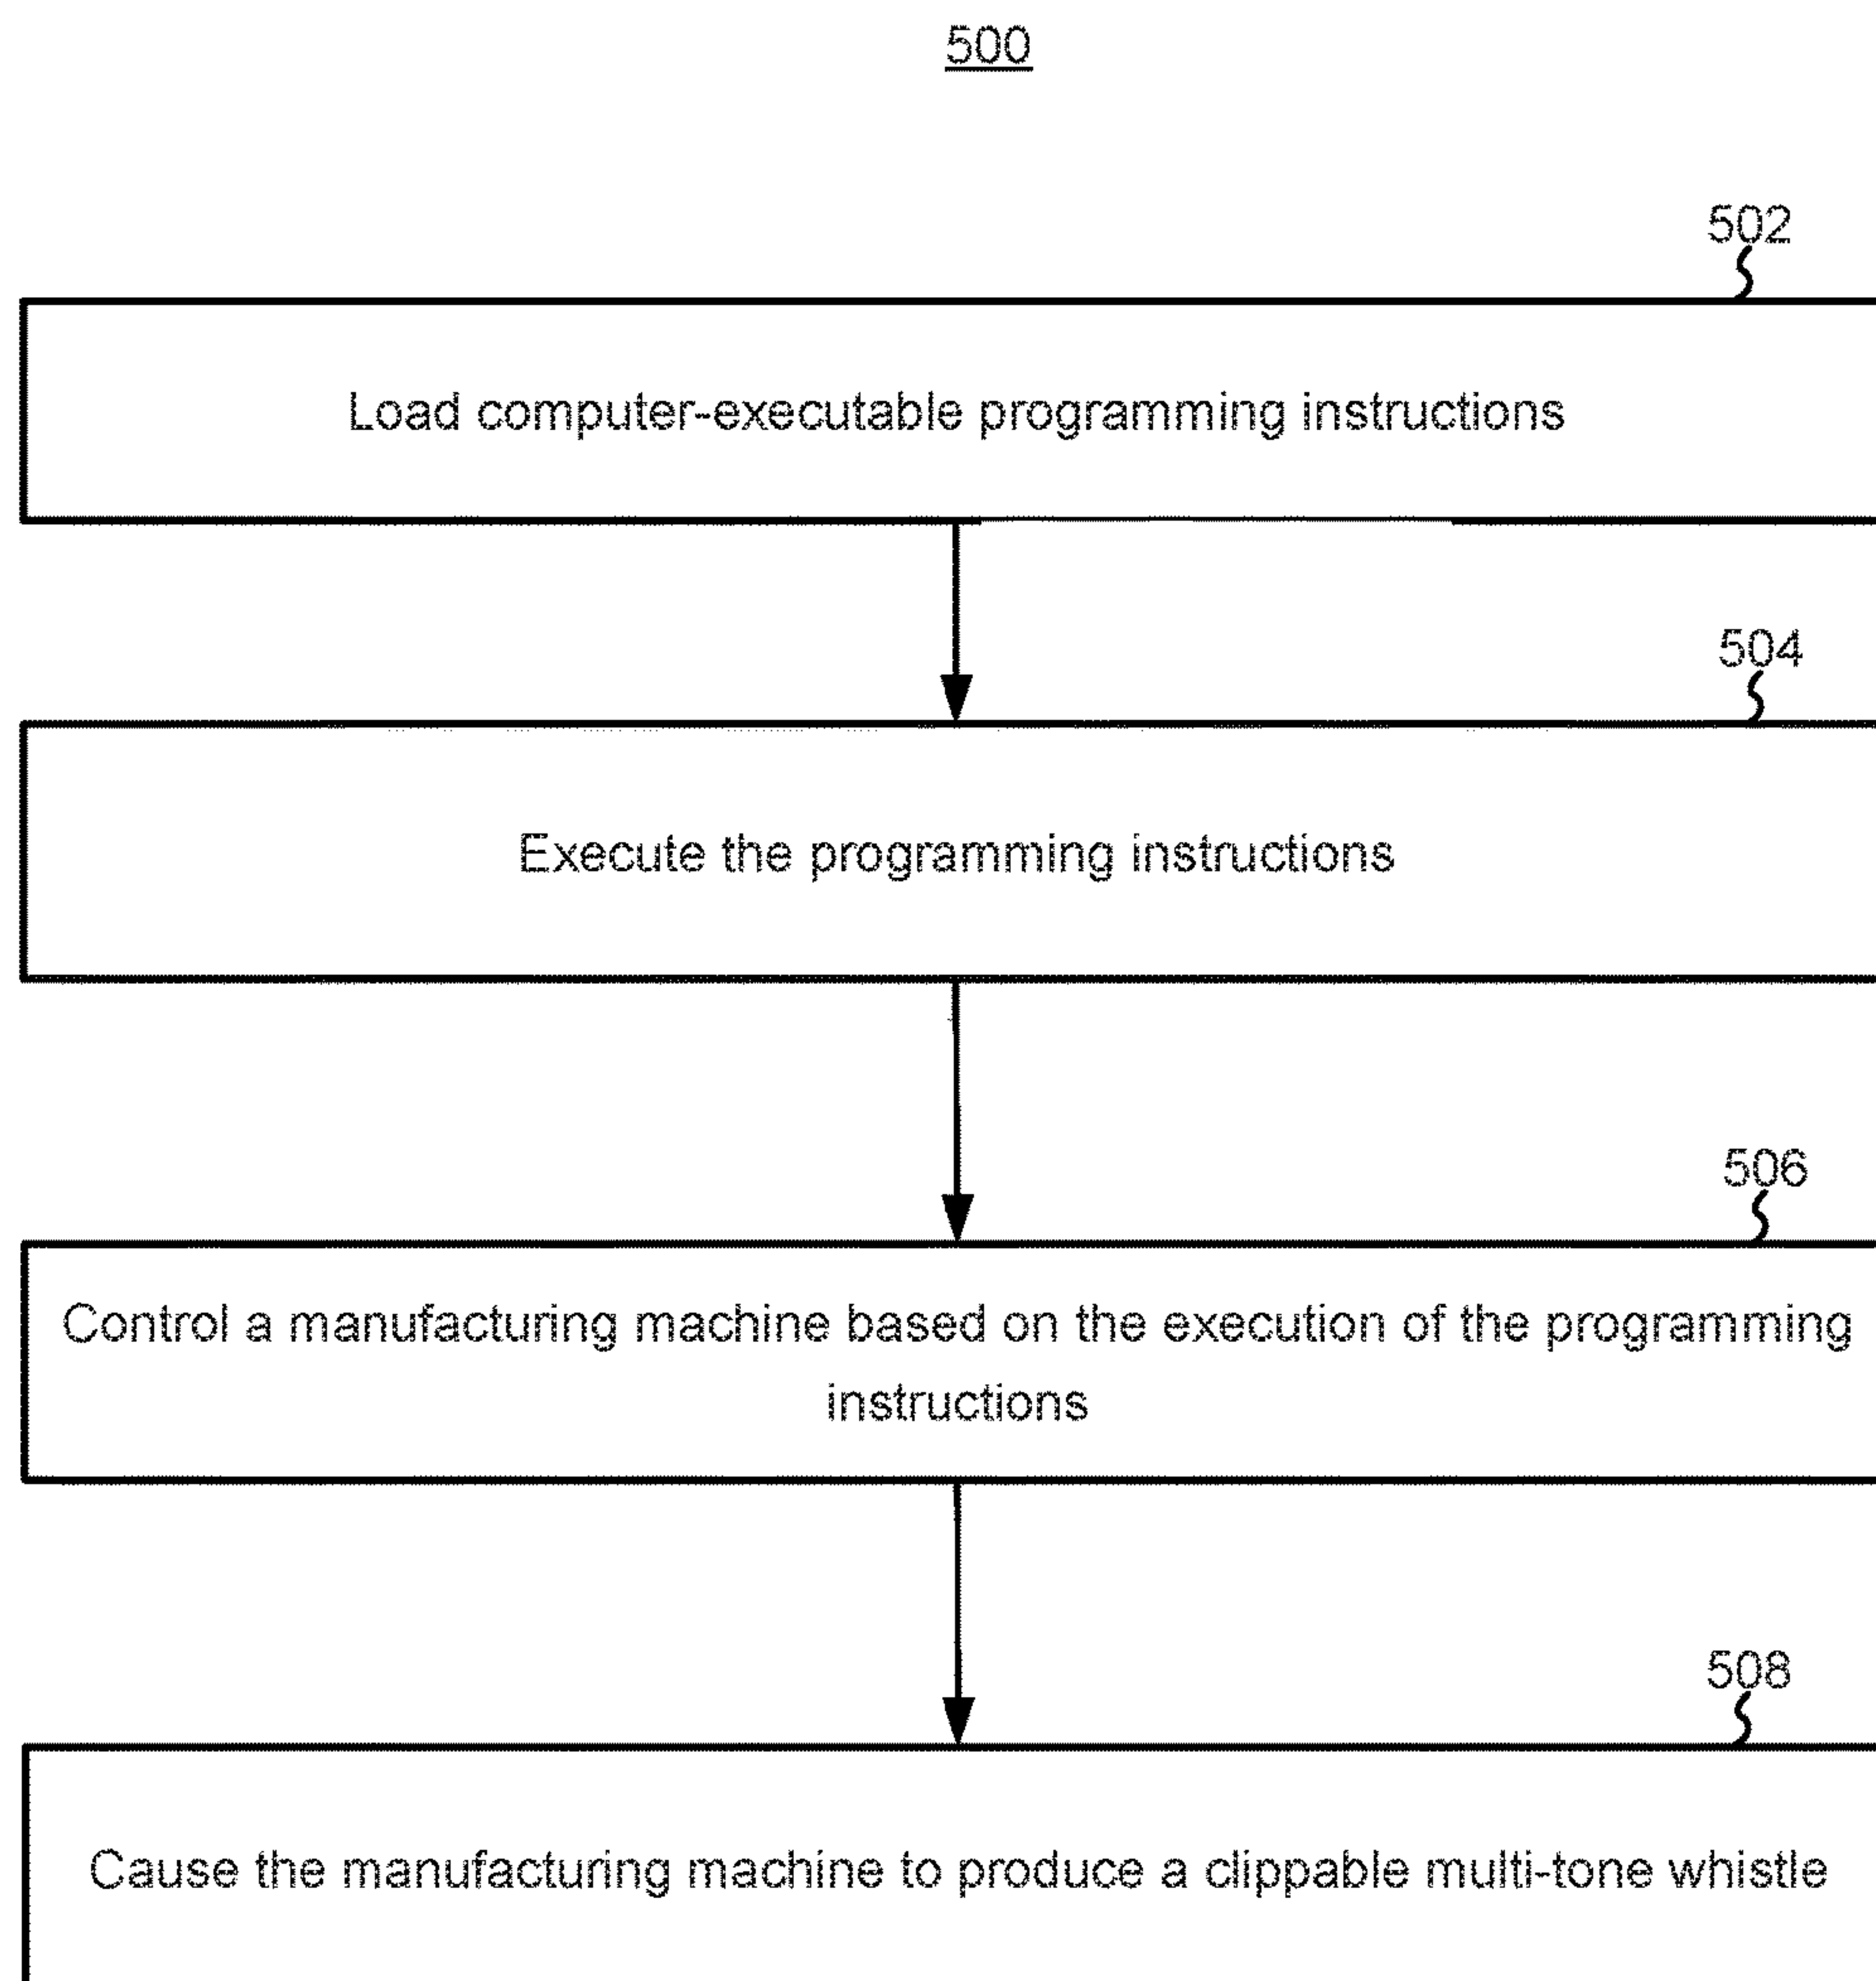 500
502
Load computer-executable programming instructions
504
Execute the programming instructions
506
Control a manufacturing machine based on the execution of the programming
instructions
508
Cause the manufacturing machine to produce a clippable multi-tone whistle